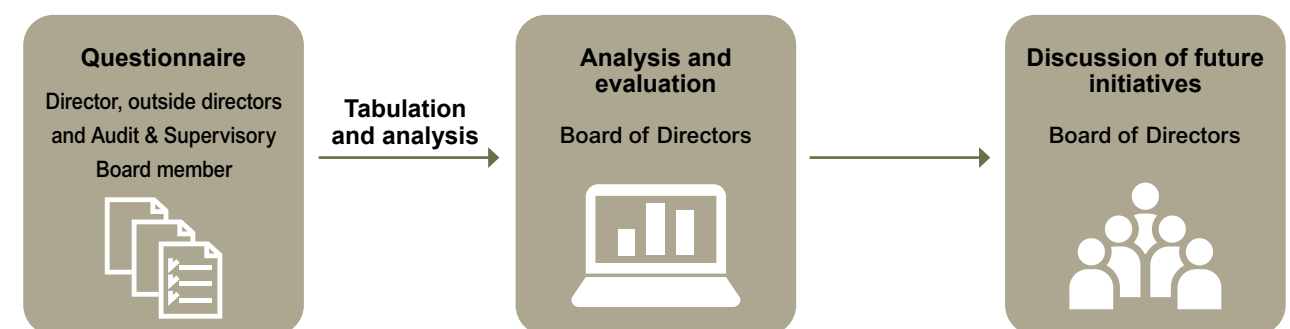 Questionnaire
Director, outside directors
and Audit & Supervisory
Board member
Tabulation
and analysis
Analysis and
evaluation
Board of Directors
Discussion of future
initiatives
Board of Directors